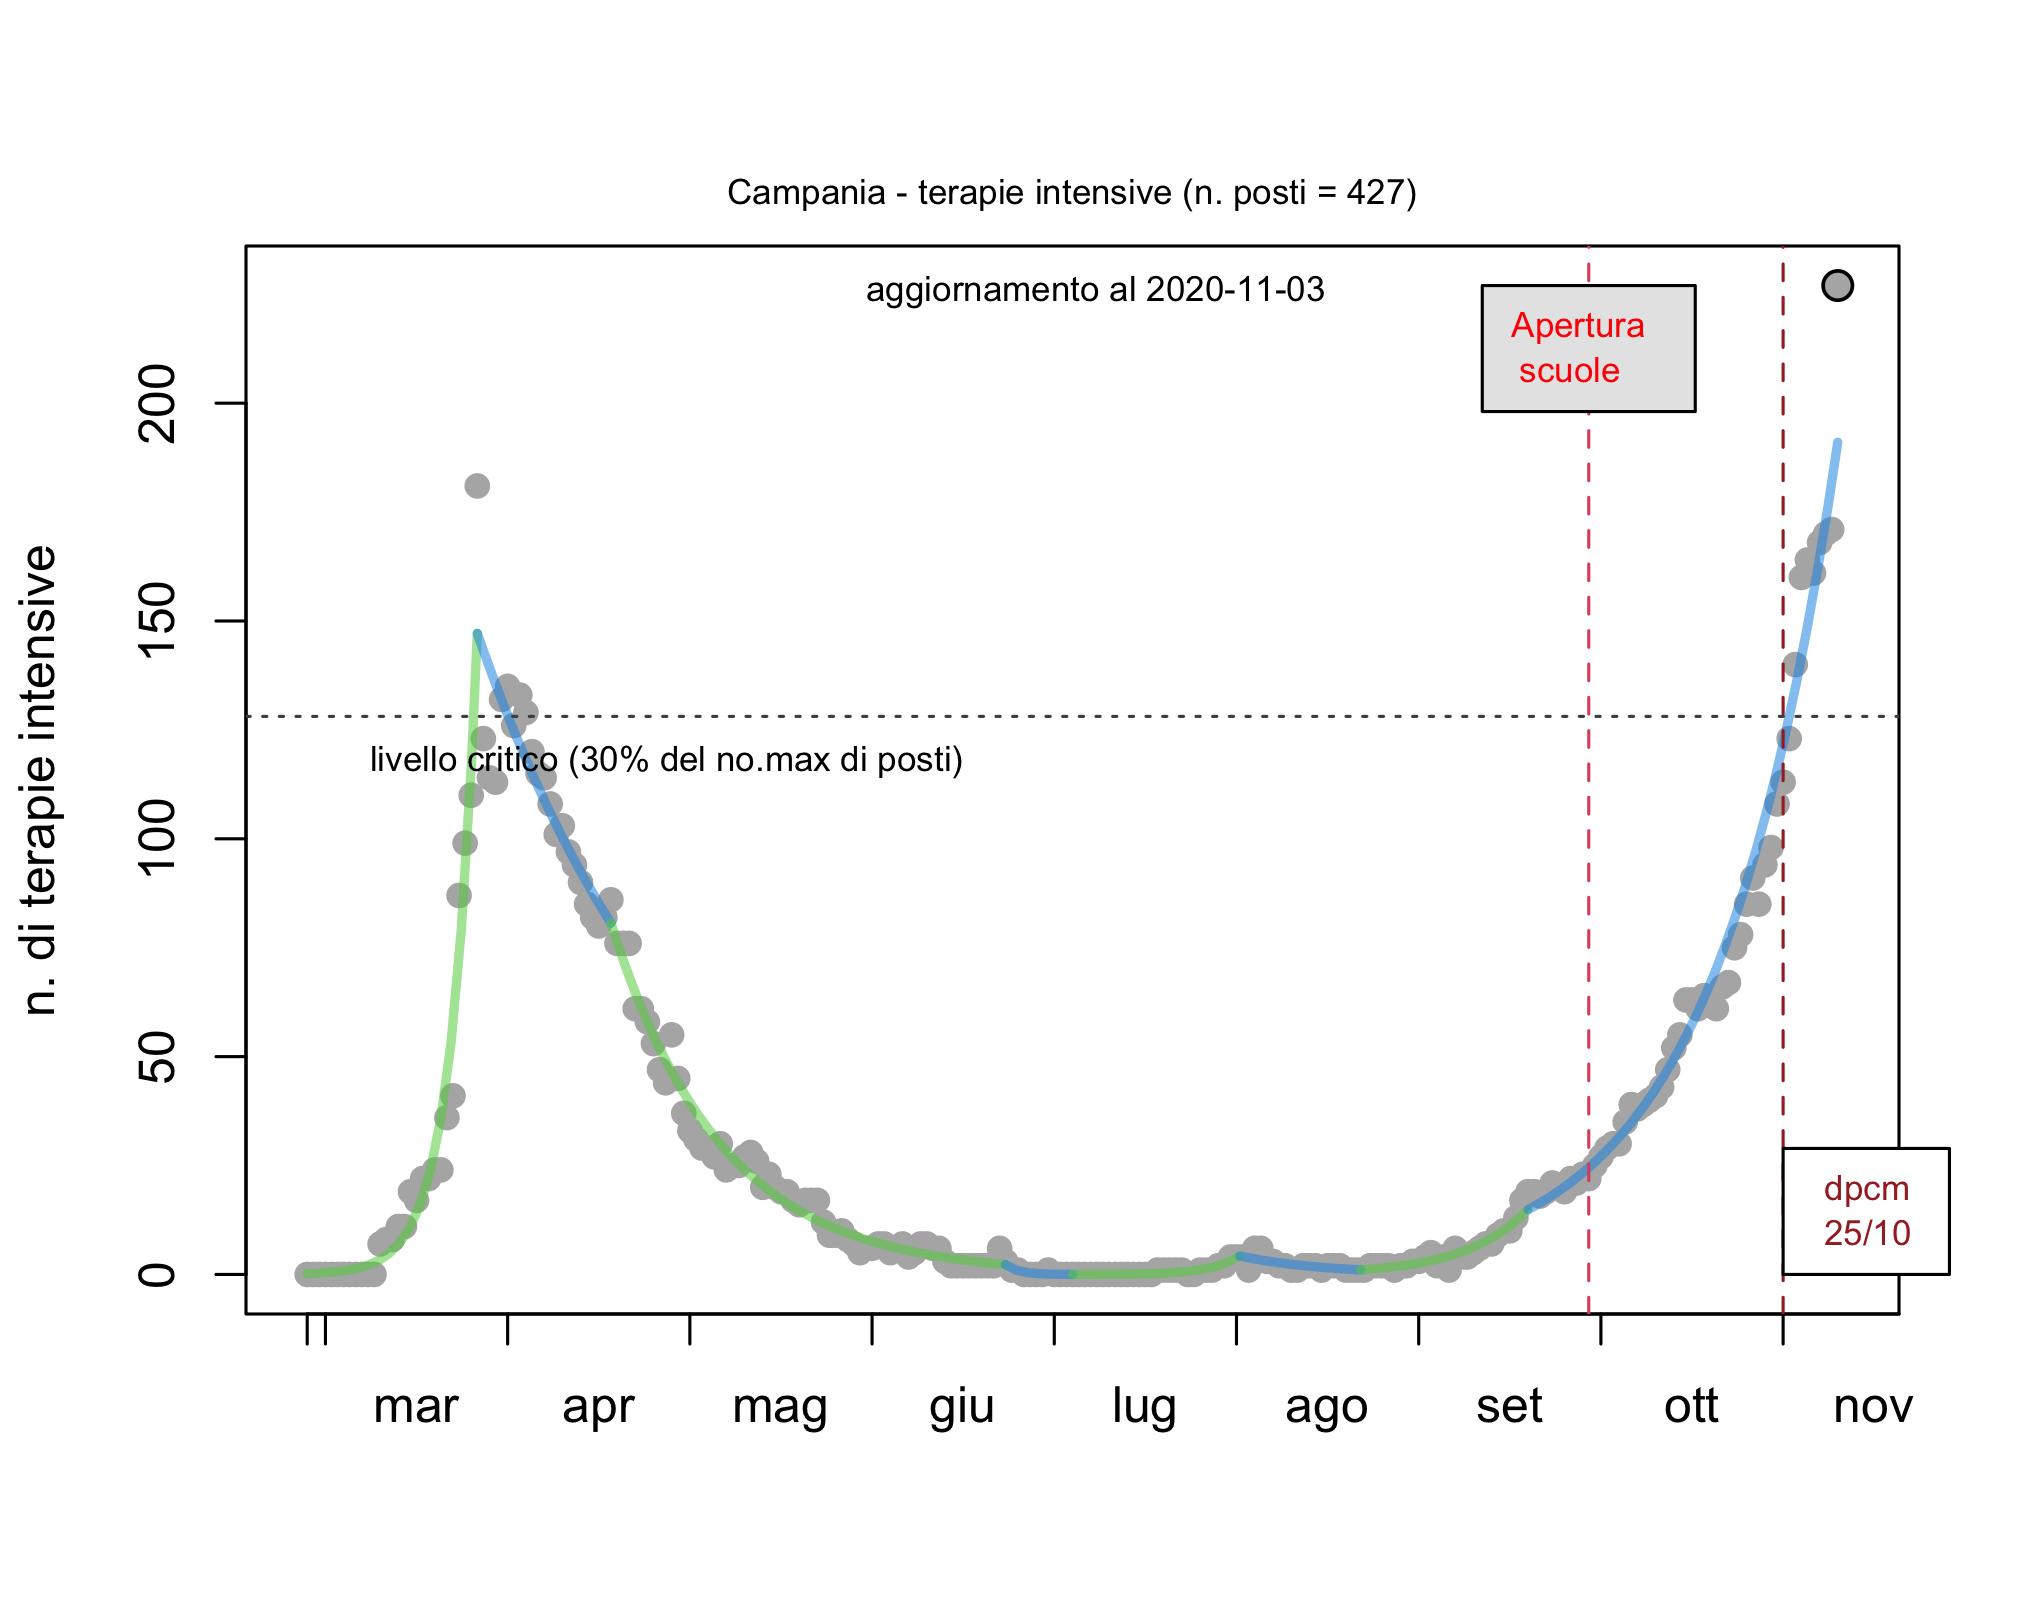 Campania - terapie intensive (n. posti = 427)
aggiornamento al 2020-11-03
Apertura
scuole
livello critico (30% del no.max di posti)
dpcm
25/10
n. di terapie intensive
200
150
100
50
0
mar apr mag giu lug ago set ott nov